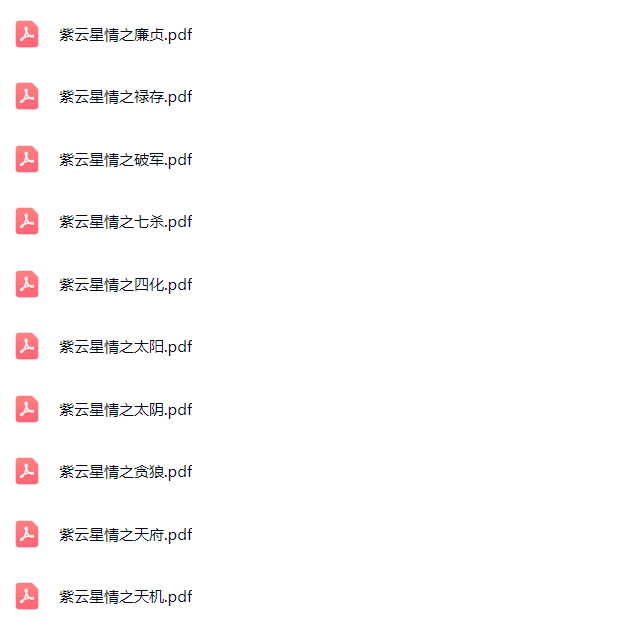 紫云星情之廉贞.pdf
紫云星情之禄存.pdf
紫云星情之破军.pdf
紫云星情之七杀.pdf
紫云星情之四化.pdf
紫云星情之太阳.pdf
紫云星情之太阴.pdf
紫云星情之贪狼.pdf
紫云星情之天府.pdf
紫云星情之天机.pdf